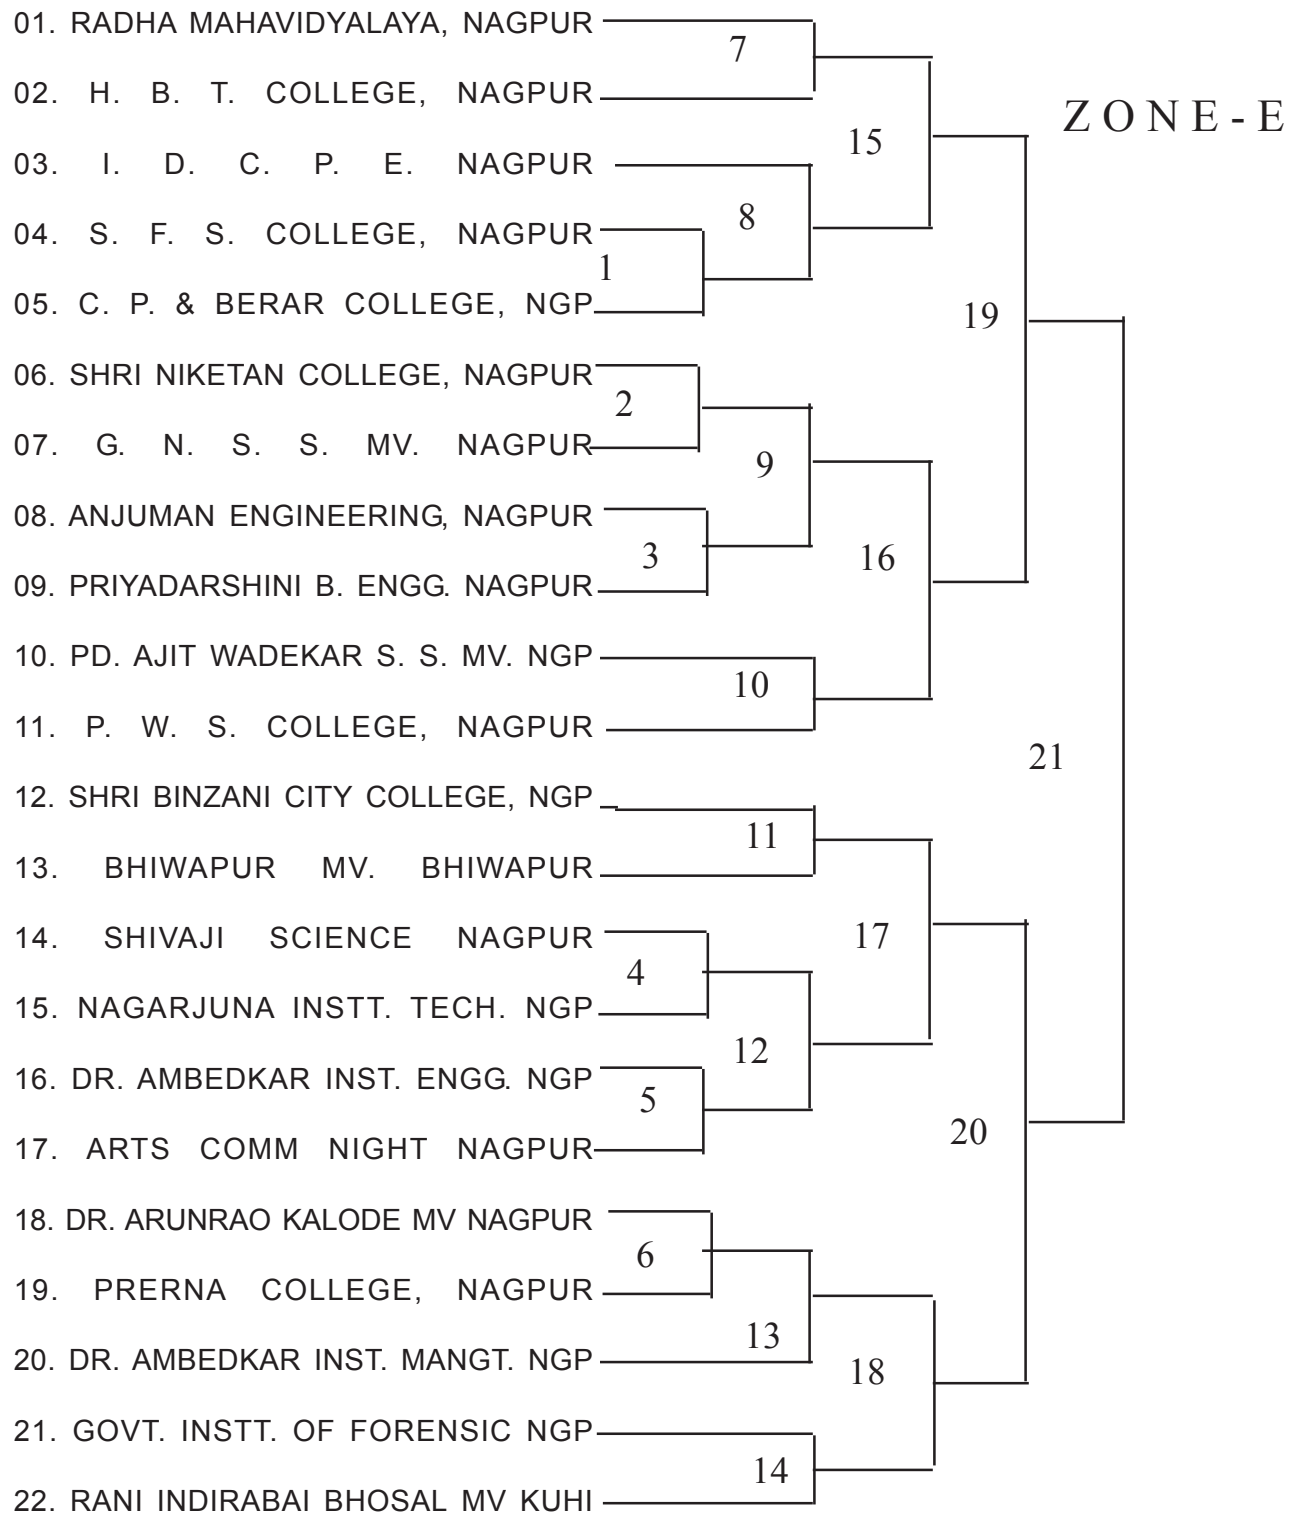 01. RADHA MAHAVIDYALAYA, NAGPUR
7
02. H. B. T. COLLEGE, NAGPUR
ZONE-E
15
03. I. D. C. P. E. NAGPUR
8
04. S. F. S. COLLEGE, NAGPUR
1
05. C. P. & BERAR COLLEGE, NGP
19
06. SHRI NIKETAN COLLEGE, NAGPUR
2
07. G. N. S. S. MV. NAGPUR
9
08. ANJUMAN ENGINEERING, NAGPUR
3
16
09. PRIYADARSHINI B. ENGG. NAGPUR
10. PD. AJIT WADEKAR S. S. MV. NGP
10
11. P. W. S. COLLEGE, NAGPUR
21
12. SHRI BINZANI CITY COLLEGE, NGP
11
13. BHIWAPUR MV. BHIWAPUR
14. SHIVAJI SCIENCE NAGPUR
17
4
15. NAGARJUNA INSTT. TECH. NGP
12
16. DR. AMBEDKAR INST. ENGG. NGP
5
20
17. ARTS COMM NIGHT NAGPUR
18. DR. ARUNRAO KALODE MV NAGPUR
6
19. PRERNA COLLEGE, NAGPUR
13
20. DR. AMBEDKAR INST. MANGT. NGP
18
21. GOVT. INSTT. OF FORENSIC NGP
14
22. RANI INDIRABAI BHOSAL MV KUHI